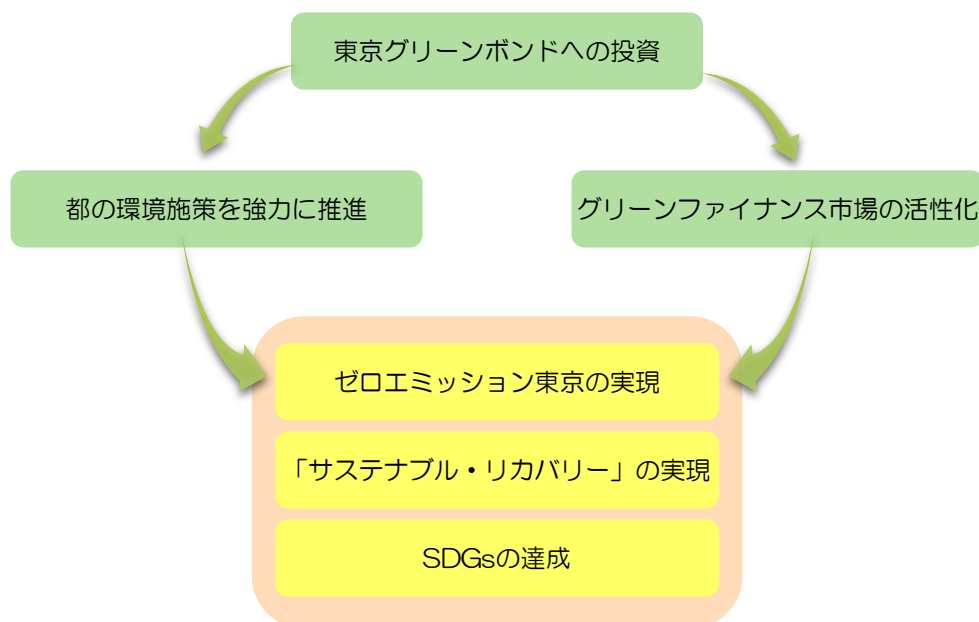 東京グリーンボンドへの投資
都の環境施策を強力に推進
グリーンファイナンス市場の活性化
ゼロエミッション東京の実現
「サステナブル・リカバリー」の実現
SDGsの達成